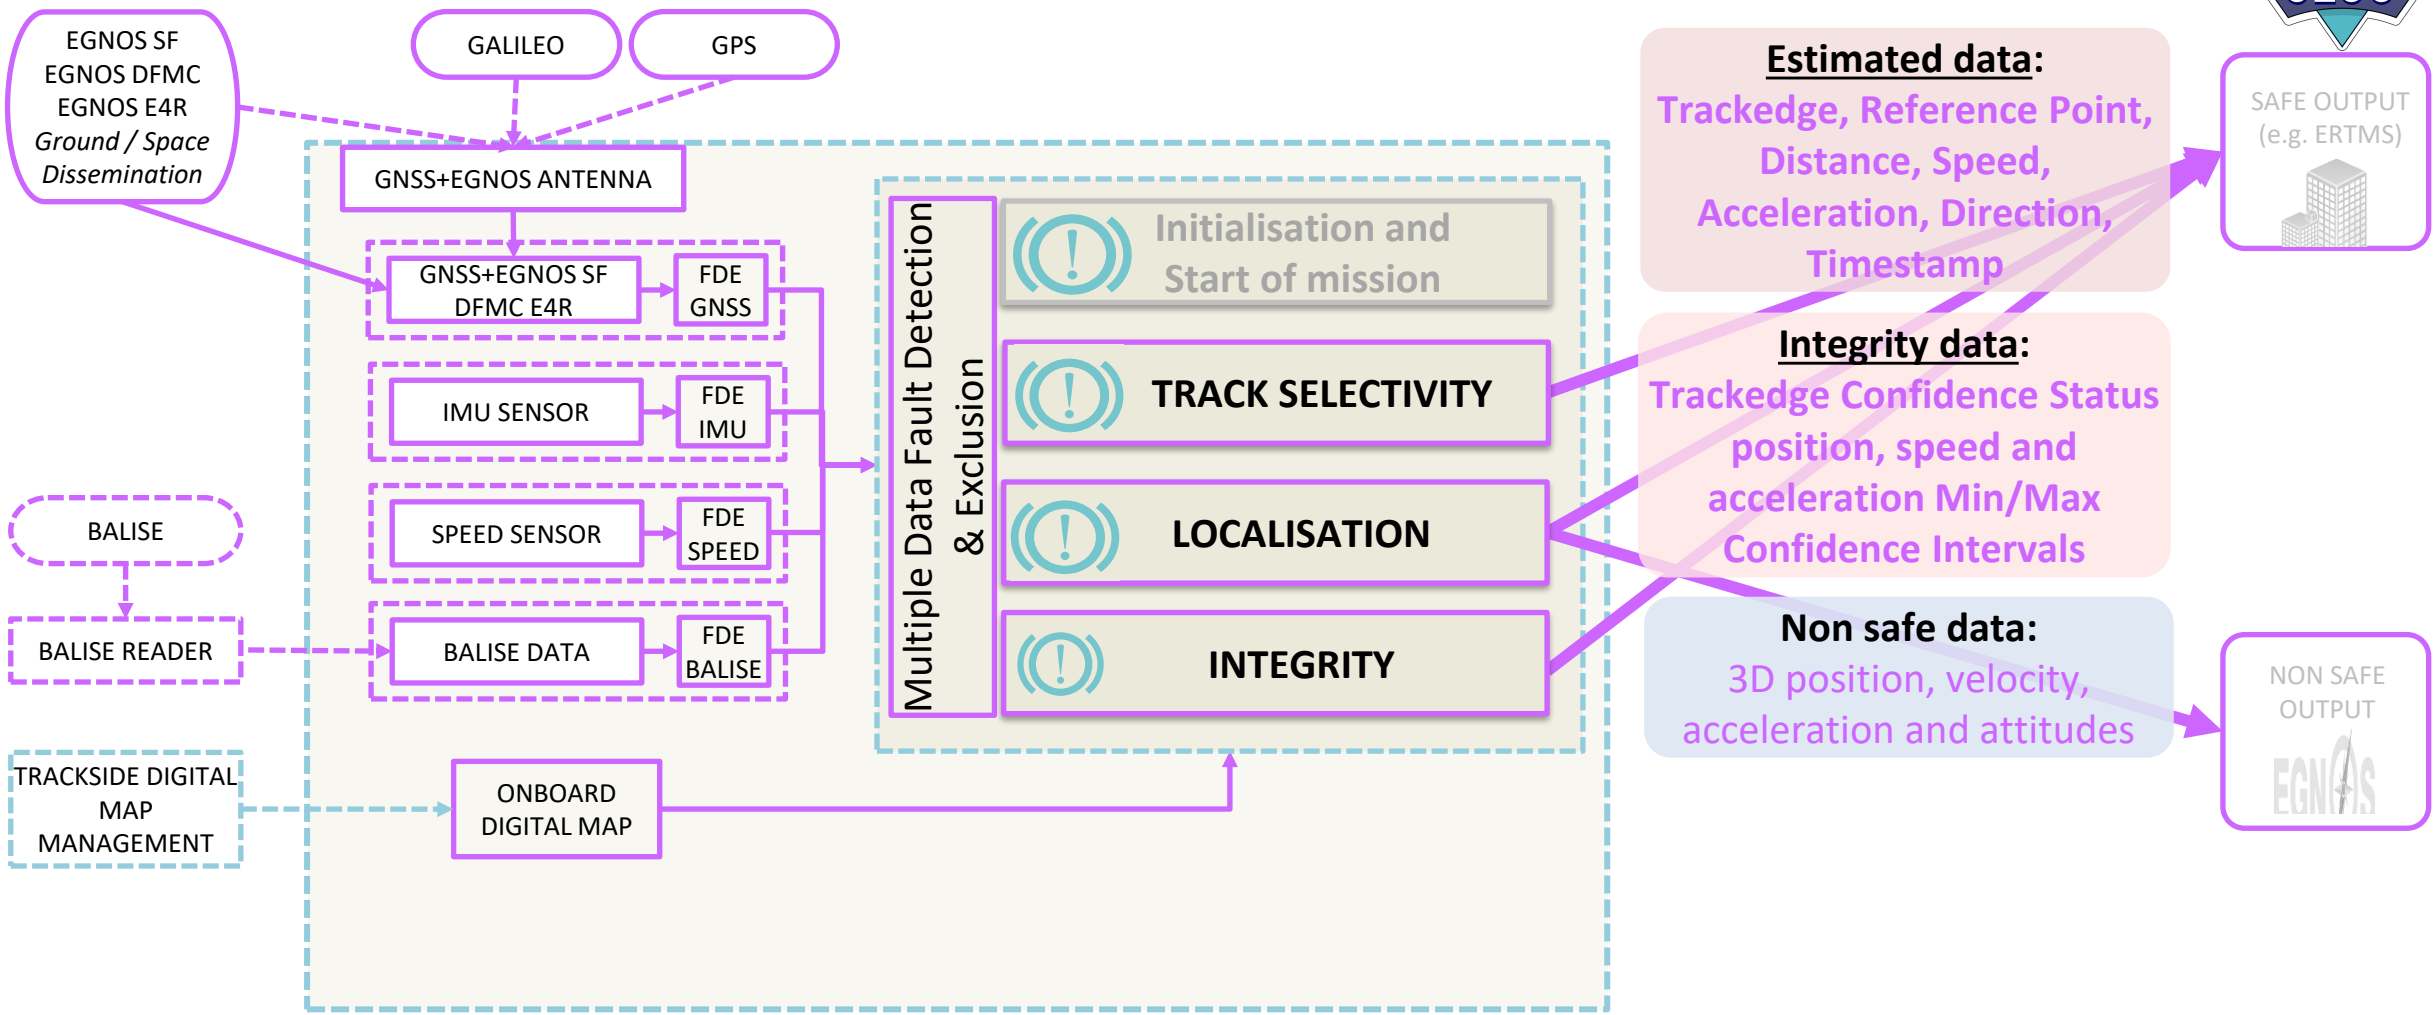 EGNOS SF
EGNOS DFMC
EGNOS E4R
Ground / Space
Dissemination
GALILEO
GPS
GNSS+EGNOS ANTENNA
GNSS+EGNOS SF
DFMC E4R
FDE
GNSS
IMU SENSOR
FDE
IMU
SPEED SENSOR
FDE
SPEED
BALISE
BALISE READER
BALISE DATA
FDE
BALISE
TRACKSIDE DIGITAL
MAP
MANAGEMENT
ONBOARD
DIGITAL MAP
Multiple Data Fault Detection
& Exclusion
Initialisation and
Start of mission
TRACK SELECTIVITY
LOCALISATION
INTEGRITY
Estimated data:
Trackedge, Reference Point,
Distance, Speed,
Acceleration, Direction,
Timestamp
Integrity data:
Trackedge Confidence Status
position, speed and
acceleration Min/Max
Confidence Intervals
Non safe data:
3D position, velocity,
acceleration and attitudes
SAFE OUTPUT
(e.g. ERTMS)
NON SAFE
OUTPUT
EGNOS